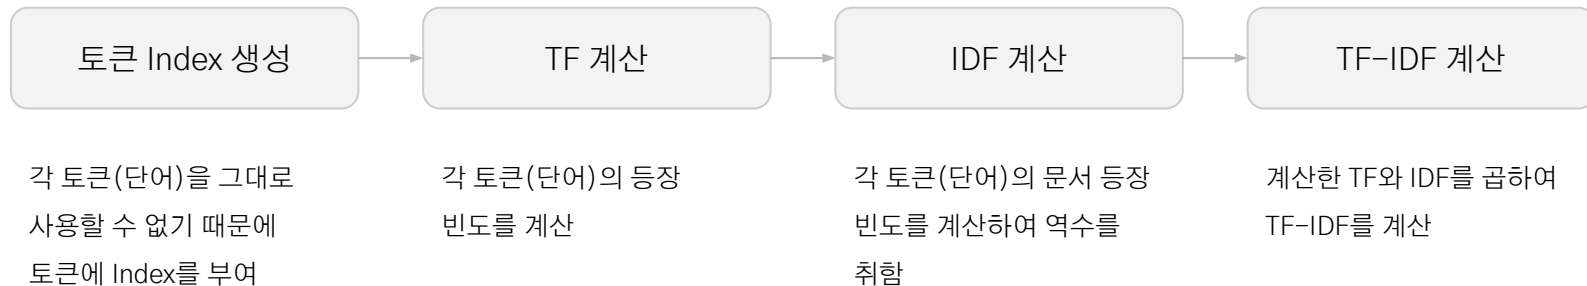 토큰 Index 생성
TF 계산
IDF 계산
TF-IDF 계산
각 토큰(단어)을 그대로
사용할 수 없기 때문에
토큰에 Index를 부여
각 토큰(단어)의 등장
빈도를 계산
각 토큰(단어)의 문서 등장
빈도를 계산하여 역수를
취함
계산한 TF와 IDF를 곱하여
TF-IDF를 계산